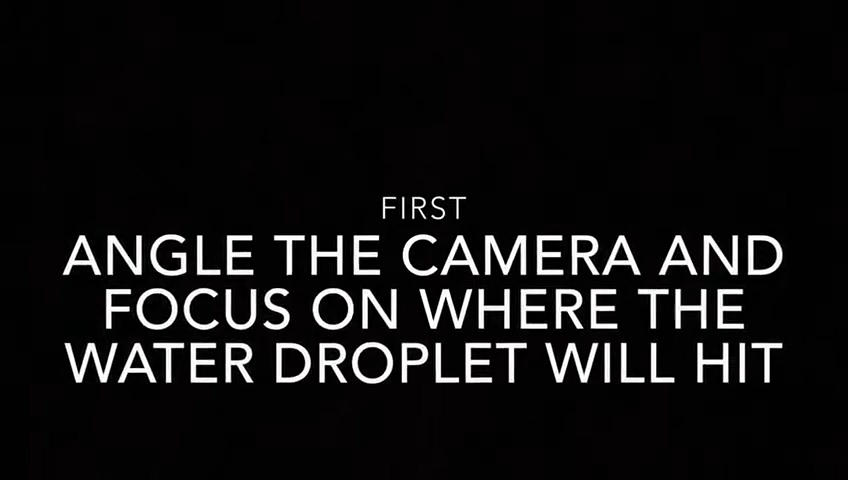 FIRST
ANGLE THE CAMERA AND
FOCUS ON WHERE THE
WATER DROPLET WILL HIT